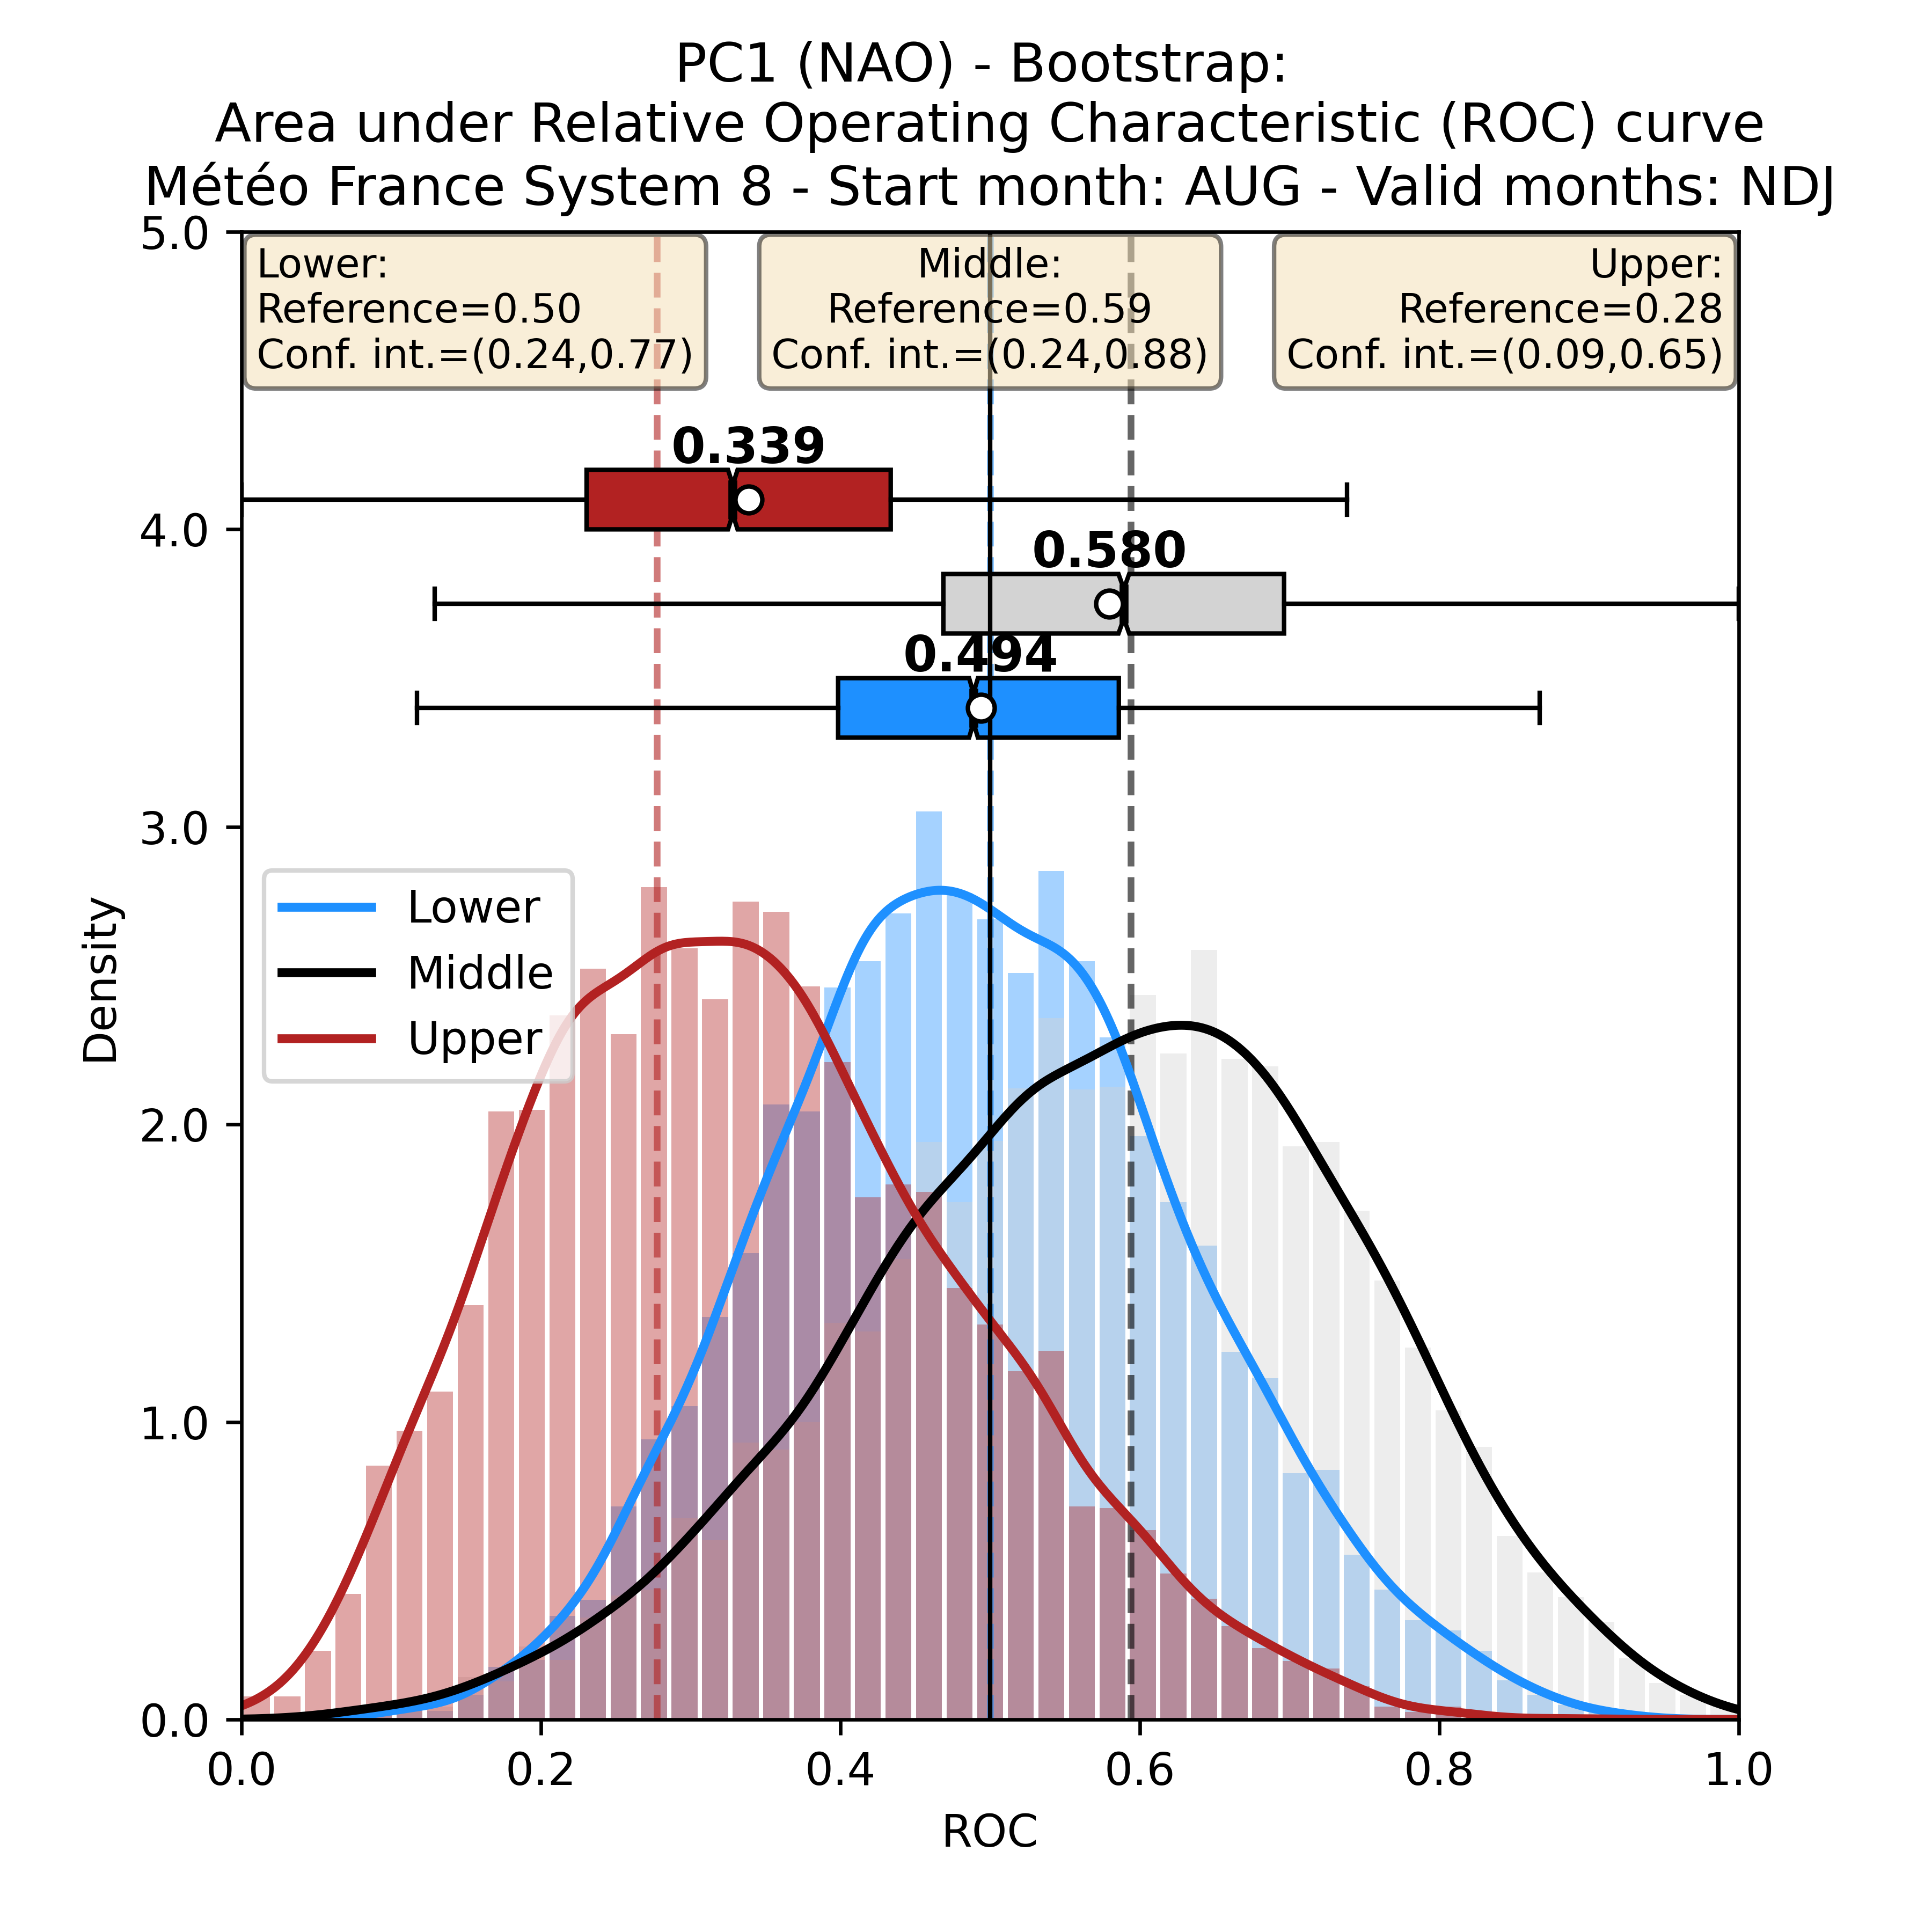 PC1 (NAO) - Bootstrap:
Area under Relative Operating Characteristic (ROC) curve
Météo France System 8 - Start month: AUG - Valid months: NDJ
Lower:
Reference=0.50
Conf. int.=(0.24,0.77)
Middle:
Reference=0.59
Conf. int.=(0.24,0.88)
Upper:
Reference=0.28
Conf. int.=(0.09,0.65)
0.339
0.580
0.494
Lower
Middle
Upper
Density
5.0
4.0
3.0
2.0
1.0
0.0
0.0 0.2 0.4 0.6 0.8 1.0
ROC